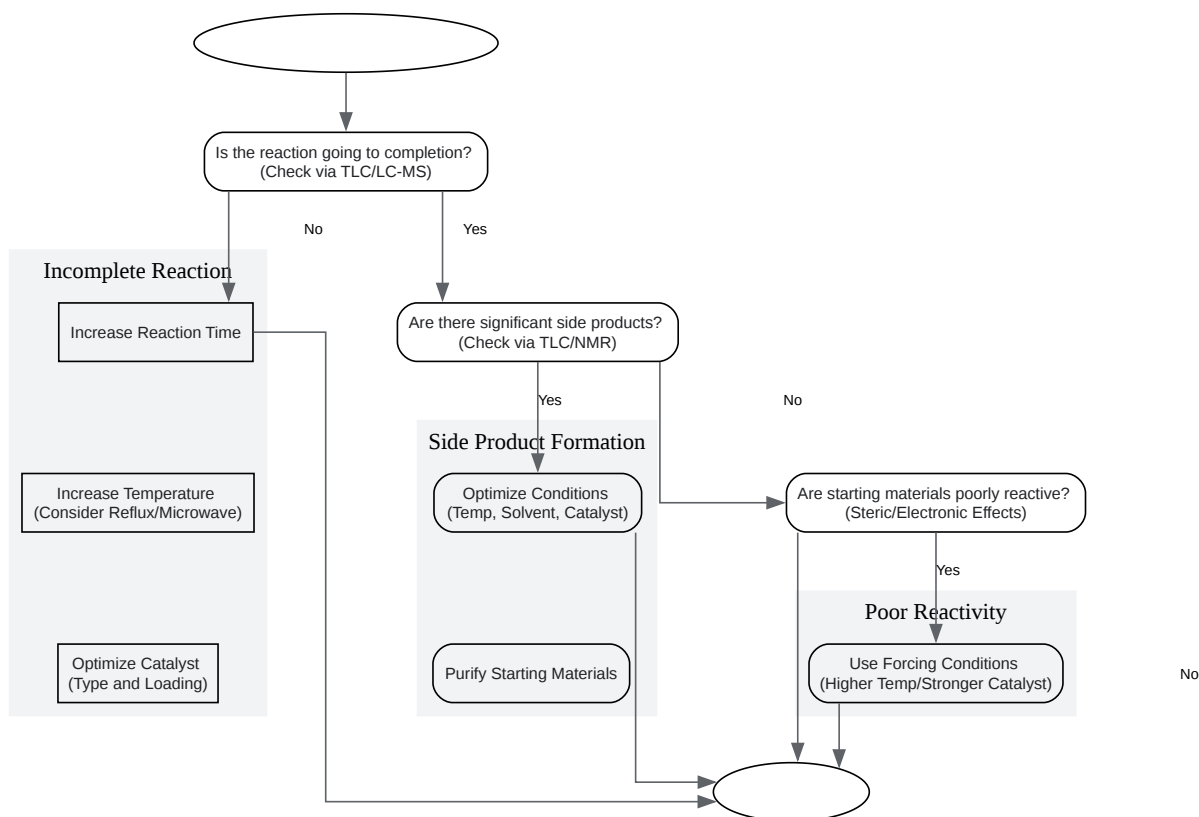 Is the reaction going to completion?
(Check via TLC/LC-MS)
No
Yes
Incomplete Reaction
Increase Reaction Time
Are there significant side products?
(Check via TLC/NMR)
Yes
No
Side Product Formation
Increase Temperature
(Consider Reflux/Microwave)
Optimize Conditions
(Temp, Solvent, Catalyst)
Are starting materials poorly reactive?
(Steric/Electronic Effects)
Yes
Poor Reactivity
Optimize Catalyst
(Type and Loading)
Purify Starting Materials
Use Forcing Conditions
(Higher Temp/Stronger Catalyst)
No